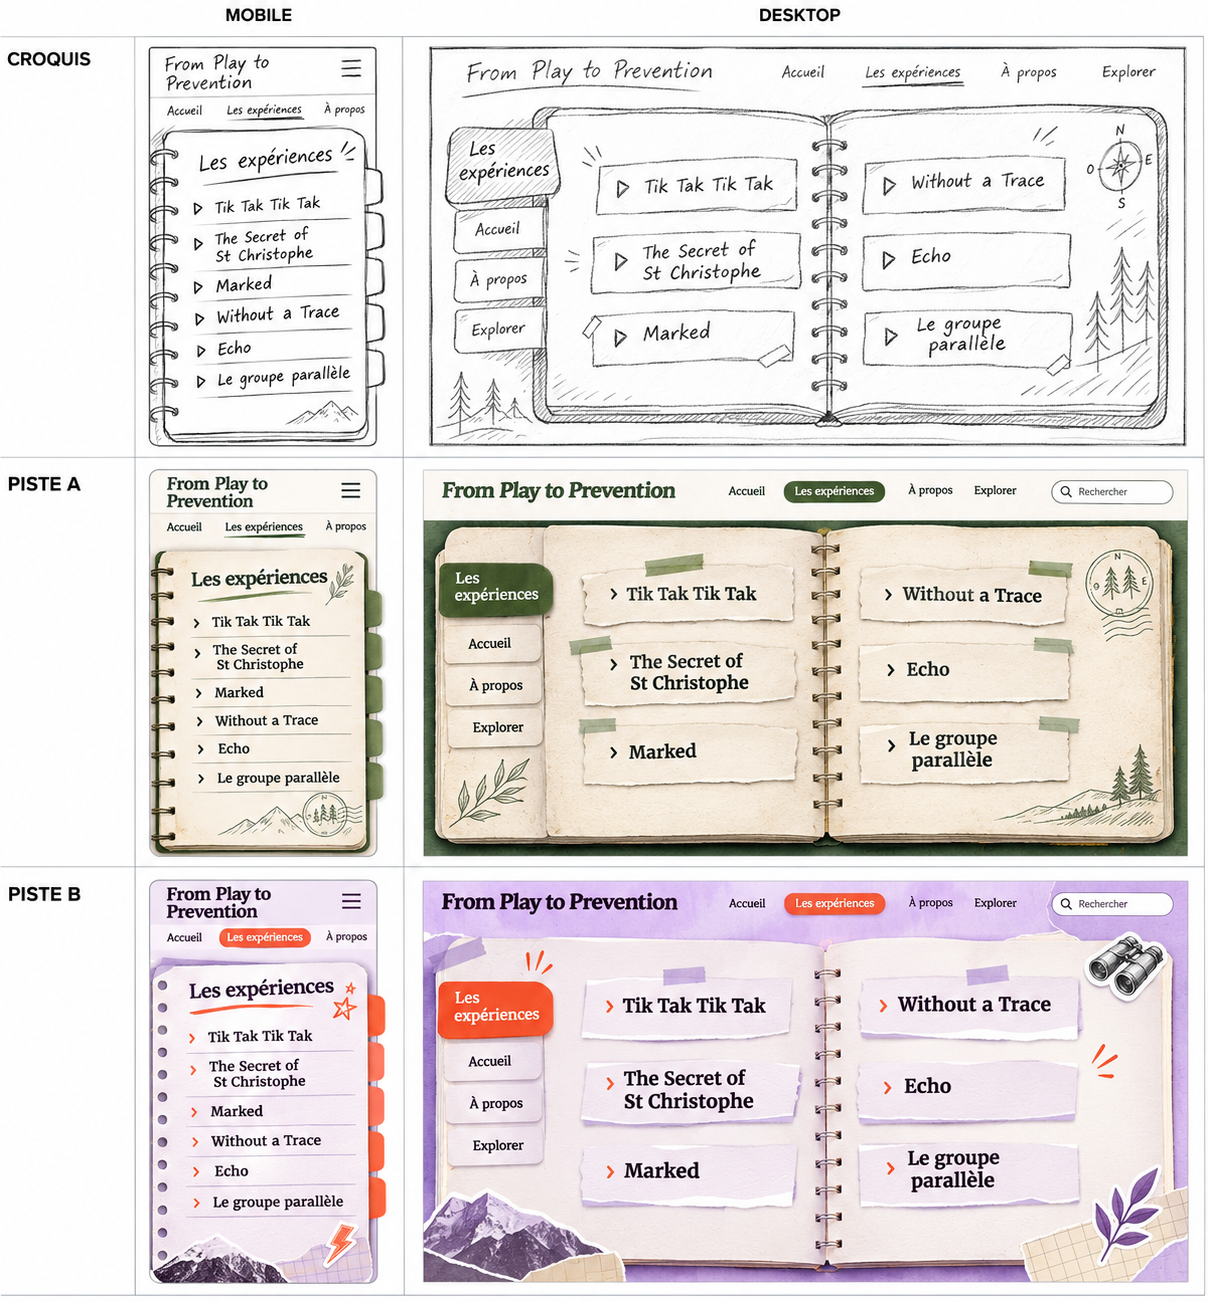 MOBILE
DESKTOP
CROQUIS
From Play to
Prevention
Accueil
Les expériences
À propos
Les expériences
Tik Tak Tik Tak
The Secret of
St Christophe
Marked
Without a Trace
Echo
Le groupe parallèle
From Play to Prevention
Accueil
Les expériences
À propos
Explorer
Les
expériences
Accueil
À propos
Explorer
Tik Tak Tik Tak
The Secret of
St Christophe
Marked
Without a Trace
Echo
Le groupe
parallèle
N
O
E
S
PISTE A
From Play to
Prevention
Accueil
Les expériences
À propos
Les expériences
Tik Tak Tik Tak
The Secret of
St Christophe
Marked
Without a Trace
Echo
Le groupe parallèle
N
From Play to Prevention
Accueil
Les expériences
À propos
Explorer
Rechercher
Les
expériences
Accueil
À propos
Explorer
Tik Tak Tik Tak
The Secret of
St Christophe
Marked
Without a Trace
Echo
Le groupe
parallèle
N
O
E
PISTE B
From Play to
Prevention
Accueil
Les expériences
À propos
Les expériences
Tik Tak Tik Tak
The Secret of
St Christophe
Marked
Without a Trace
Echo
Le groupe parallèle
From Play to Prevention
Accueil
Les expériences
À propos
Explorer
Rechercher
Les
expériences
Accueil
À propos
Explorer
Tik Tak Tik Tak
The Secret of
St Christophe
Marked
Without a Trace
Echo
Le groupe
parallèle